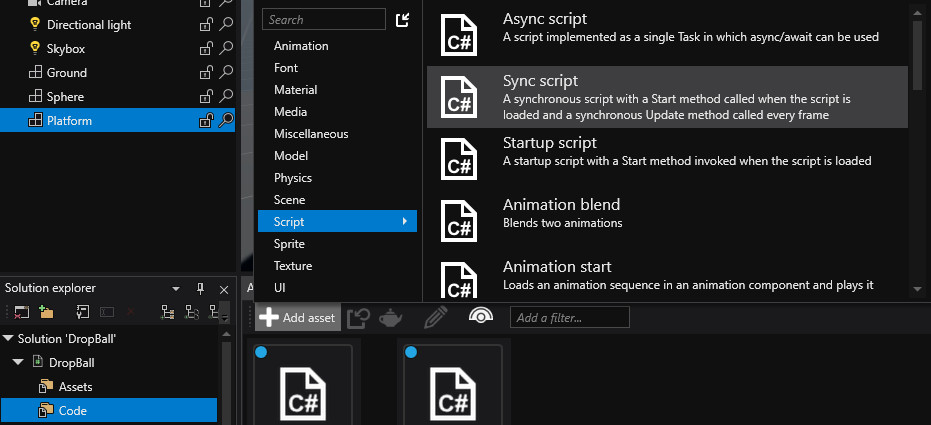 Camera
Directional light
Skybox
Ground
Sphere
Platform
Search
Animation
Font
Material
Media
Miscellaneous
Model
Physics
Scene
Script
Sprite
Texture
UI
C#
Async script
A script implemented as a single Task in which async/await can be used
C#
Sync script
A synchronous script with a Start method called when the script is
loaded and a synchronous Update method called every frame
C#
Startup script
A startup script with a Start method invoked when the script is loaded
C#
Animation blend
Blends two animations
C#
Animation start
Loads an animation sequence in an animation component and plays it
Solution explorer
Solution 'DropBall'
DropBall
Assets
Code
A
Add asset
Add a filter...
C#
C#